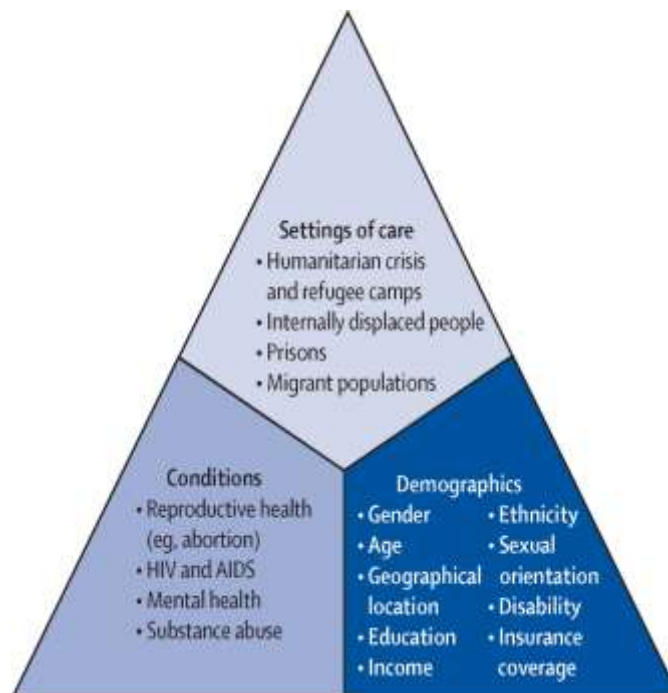 Settings of care
• Humanitarian crisis
and refugee camps
• Internally displaced people
• Prisons
• Migrant populations
Conditions
• Reproductive health
(eg, abortion)
• HIV and AIDS
• Mental health
• Substance abuse
Demographics
• Gender
• Age
• Geographical
location
• Education
• Income
• Ethnicity
• Sexual
orientation
• Disability
• Insurance
coverage